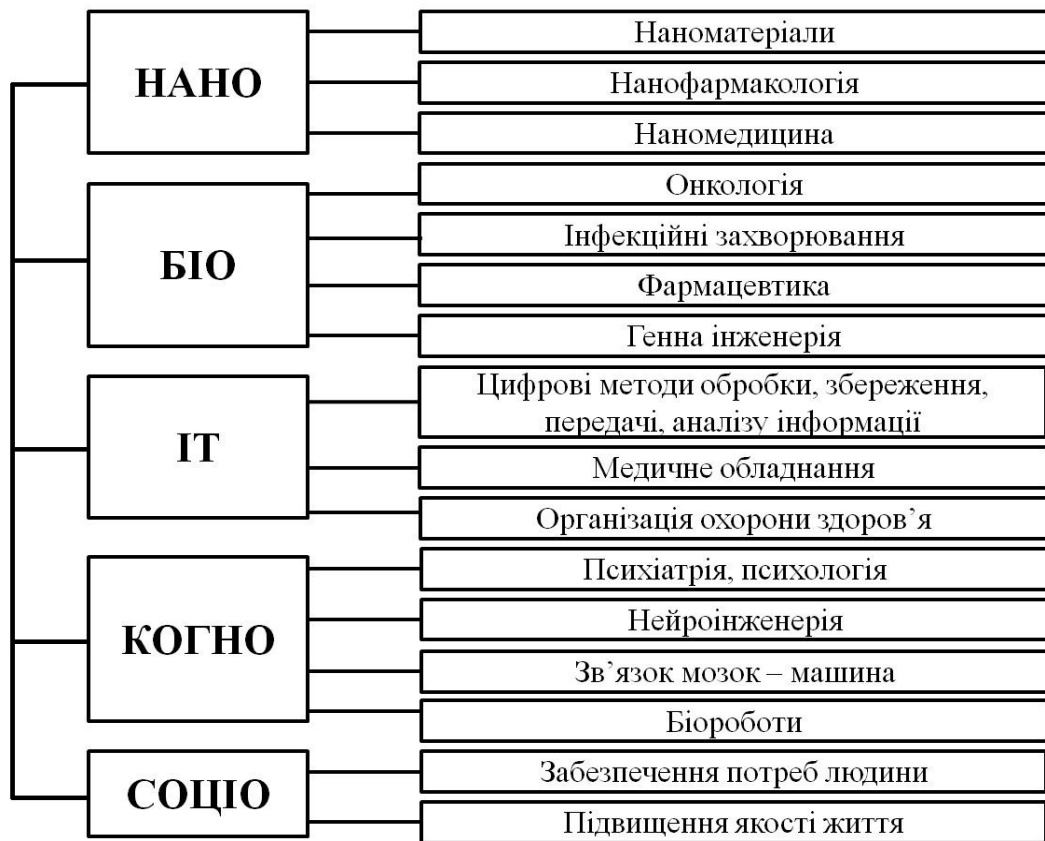 НАНО
Наноматеріали
Нанофармакологія
Наномедицина
БІО
Онкологія
Інфекційні захворювання
Фармацевтика
Генна інженерія
ІТ
Цифрові методи обробки, збереження,
передачі, аналізу інформації
Медичне обладнання
Організація охорони здоров’я
КОГНО
Психіатрія, психологія
Нейроінженерія
Зв’язок мозок – машина
Біороботи
СОЦІО
Забезпечення потреб людини
Підвищення якості життя